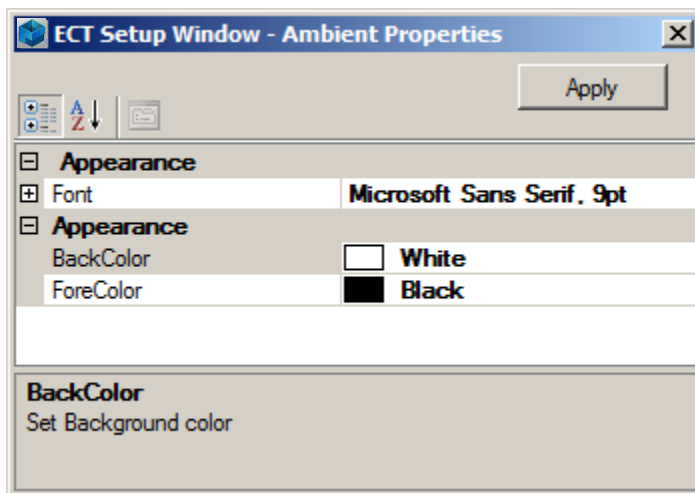 ECT Setup Window - Ambient Properties
Apply
A
Z
Appearance
Font Microsoft Sans Serif, 9pt
Appearance
BackColor White
ForeColor Black
BackColor
Set Background color